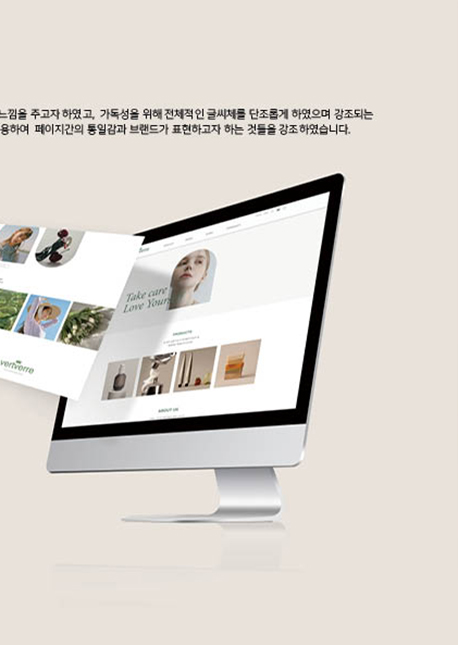 느낌을 주고자 하였고, 가독성을 위해 전체적인 글씨체를 단조롭게 하였으며 강조되는
용하여 페이지간의 통일감과 브랜드가 표현하고자 하는 것들을 강조하였습니다.
Take care
Love Your
PRODUCTS
vertverre
ABOUT US